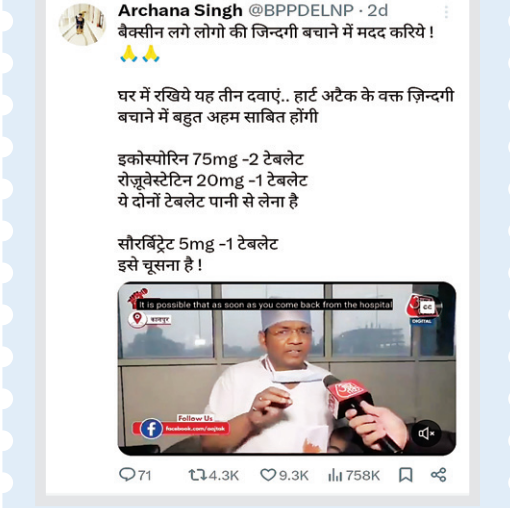 Archana Singh @BPPDELNP · 2d
बैक्सीन लगे लोगो की जिन्दगी बचाने में मदद करिये !
घर में रखिये यह तीन दवाएं.. हार्ट अटैक के वक्त ज़िन्दगी
बचाने में बहुत अहम साबित होंगी
इकोस्पोरिन 75mg -2 टेबलेट
रोज़ूवेस्टेटिन 20mg -1 टेबलेट
ये दोनों टेबलेट पानी से लेना है
सौरर्बिट्रेट 5mg -1 टेबलेट
इसे चूसना है !
It is possible that as soon as you come back from the hospital
CC
कानपुर
DIGITAL
Follow Us
facebook.com/aajtak
71 4.3K 9.3K 758K